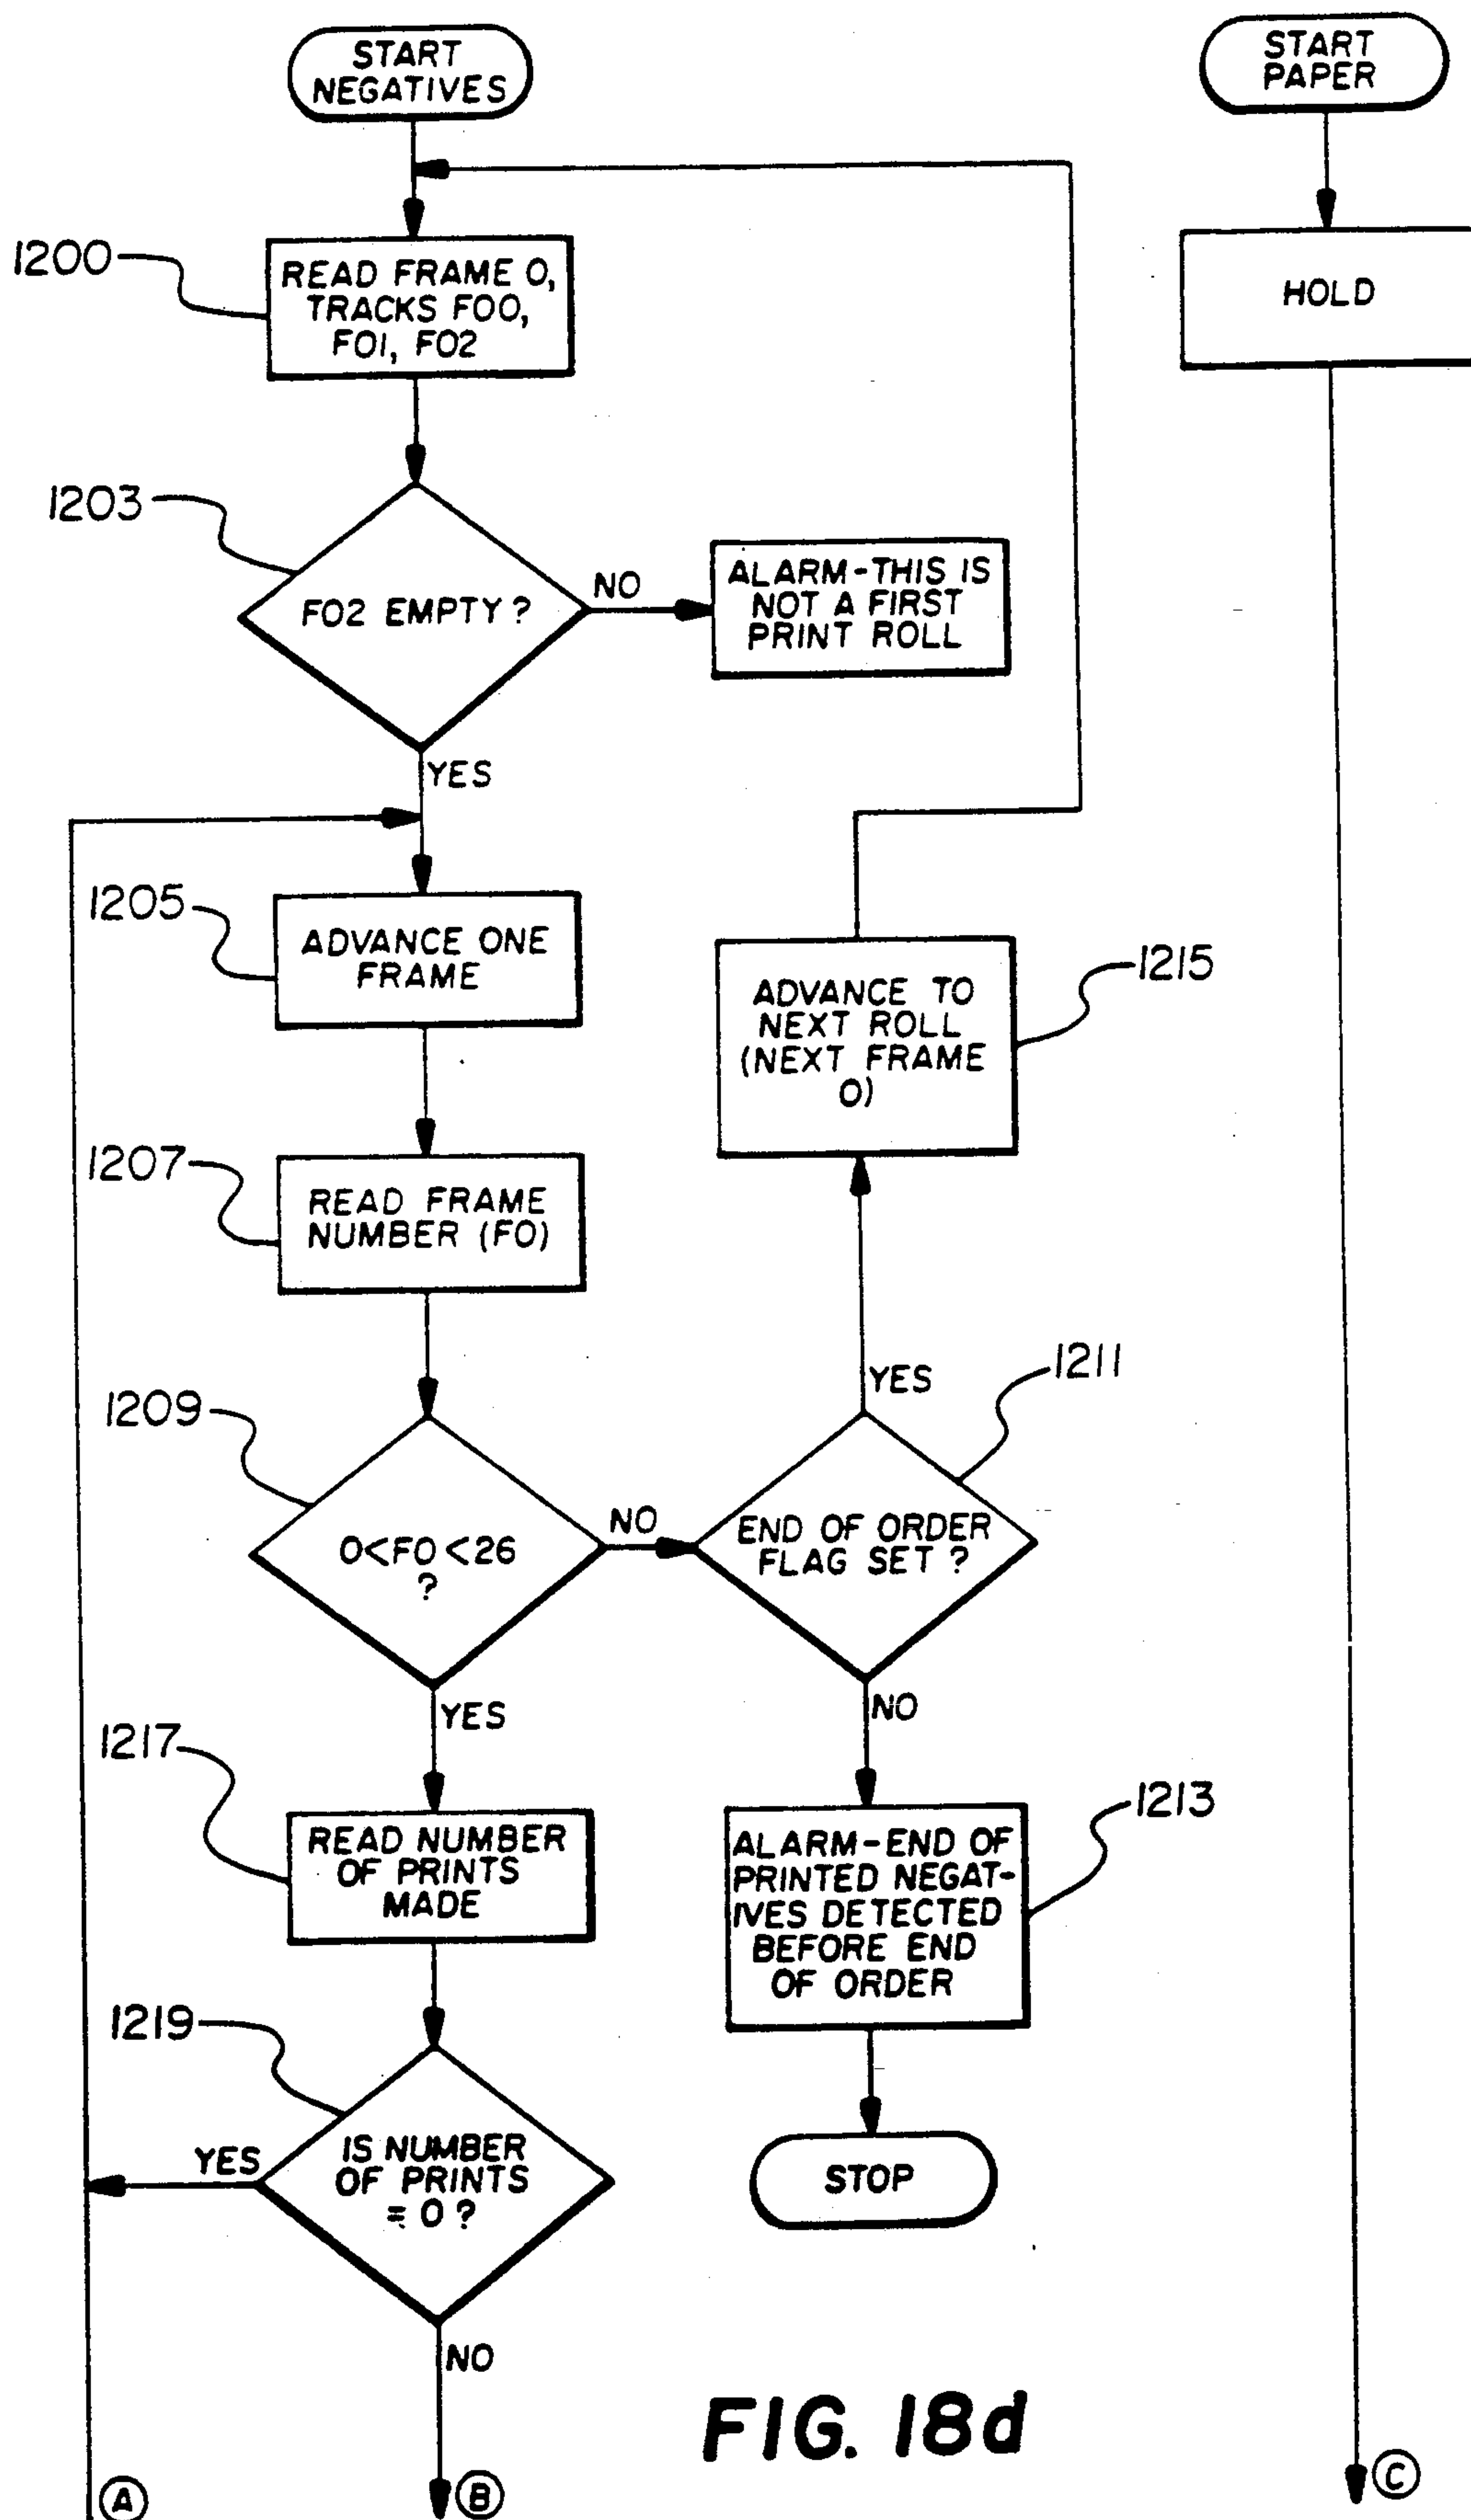 START
NEGATIVES
START
PAPER
1200
READ FRAME 0,
TRACKS F00,
F01, F02
HOLD
1203
F02 EMPTY ?
NO
ALARM-THIS IS
NOT A FIRST
PRINT ROLL
YES
1205
ADVANCE ONE
FRAME
1215
ADVANCE TO
NEXT ROLL
(NEXT FRAME
0)
1207
READ FRAME
NUMBER (FO)
1209
0<FO<26
?
NO
YES
1211
END OF ORDER
FLAG SET ?
YES
NO
1217
READ NUMBER
OF PRINTS
MADE
1213
ALARM-END OF
PRINTED NEGAT-
IVES DETECTED
BEFORE END
OF ORDER
1219
YES
IS NUMBER
OF PRINTS
= 0 ?
STOP
NO
FIG. 18d
A
B
C